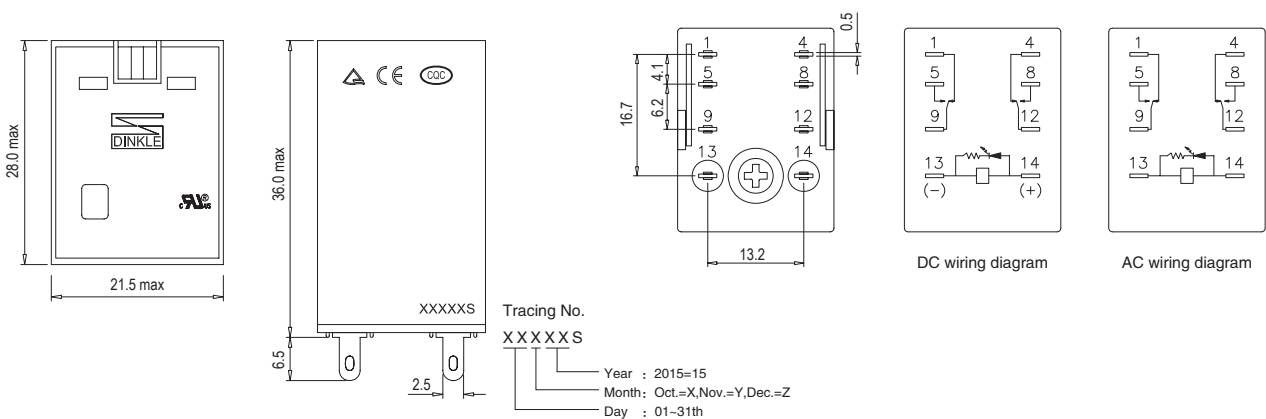 28.0 max
DINKLE
c RU ® US
21.5 max
36.0 max
CE
CQC
XXXXXS
6.5
2.5
Tracing No.
XXXXXS
Year : 2015=15
Month: Oct.=X,Nov.=Y,Dec.=Z
Day : 01~31th
0.5
1 4
4.1
5 8
6.2
16.7
9 12
13 14
13.2
1 4
5 8
9 12
13 14
(-) (+)
DC wiring diagram
1 4
5 8
9 12
13 14
AC wiring diagram